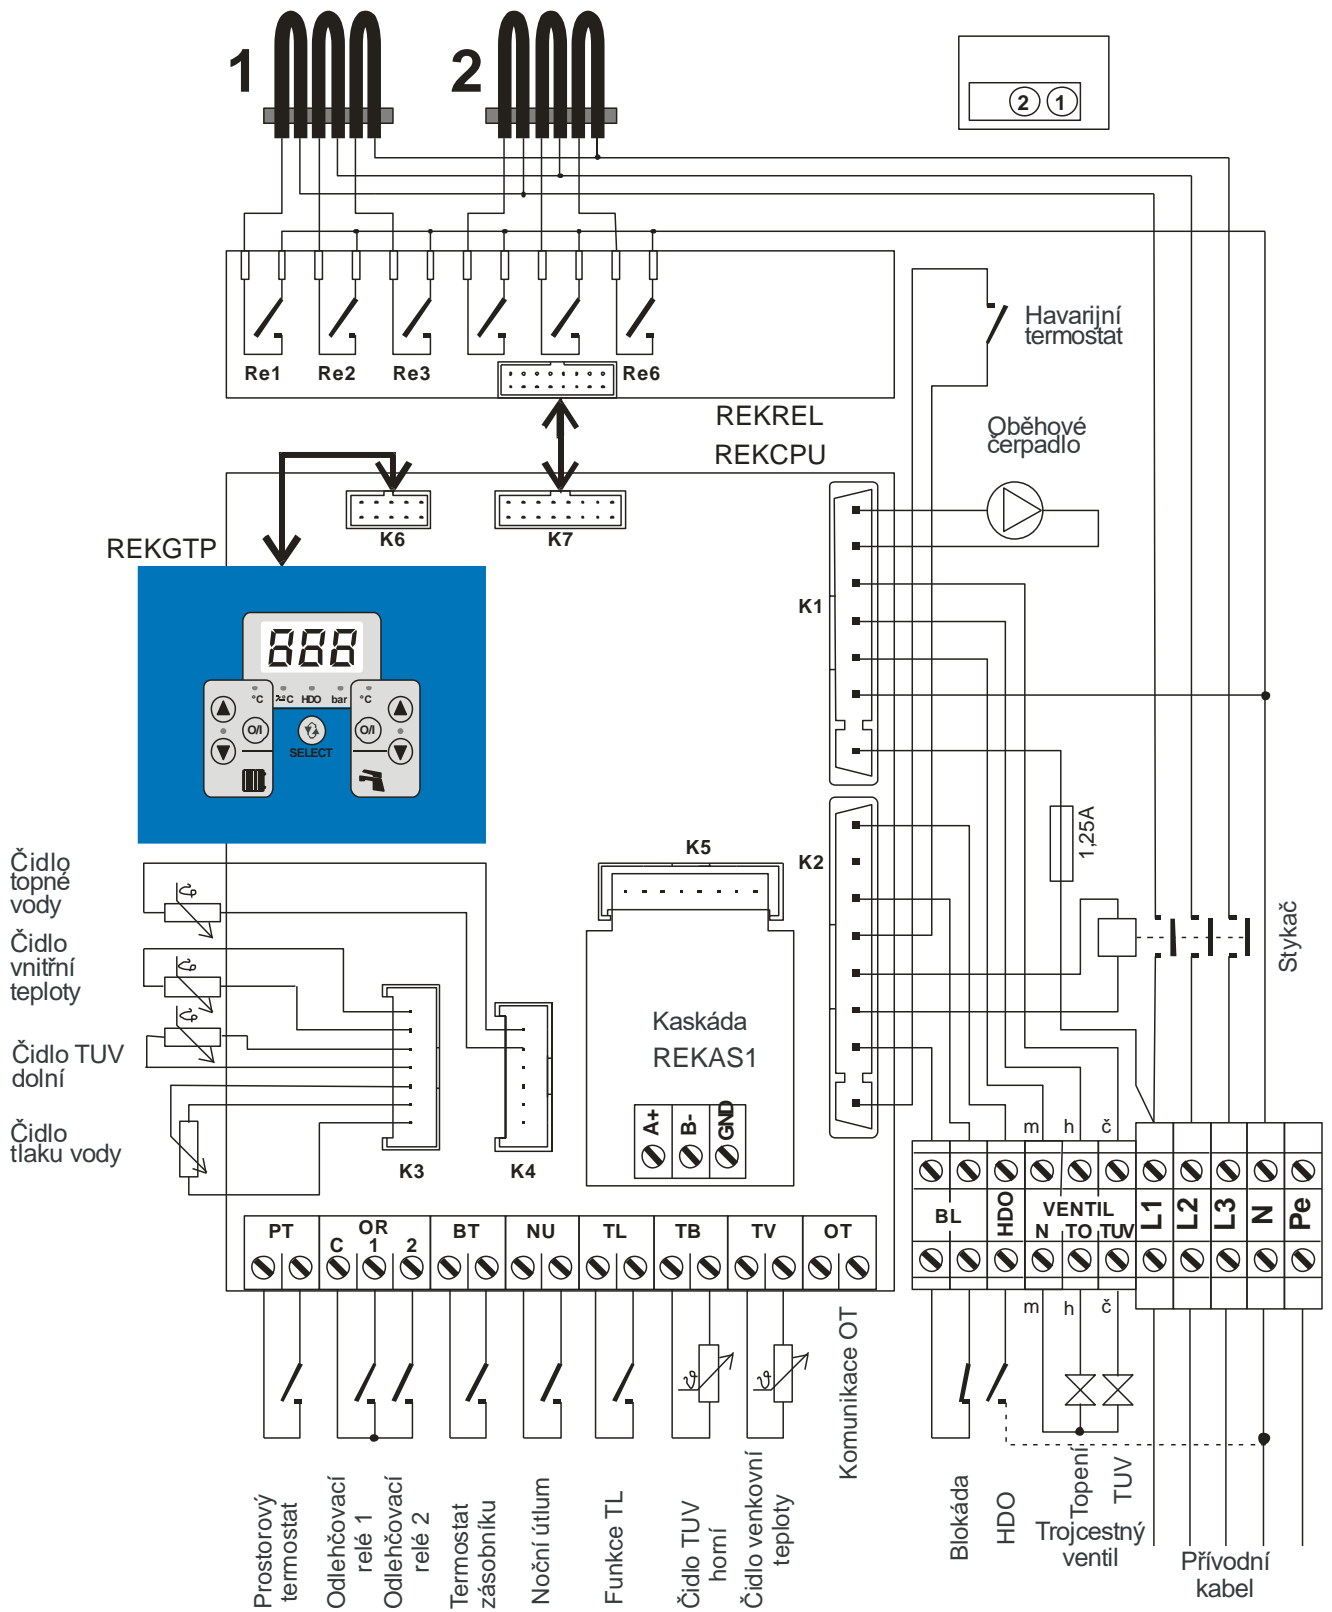 1
2
2 1
Re1
Re2
Re3
Re6
Havarijní
termostat
REKREL
REKCPU
Oběhové
čerpadlo
K6
K7
REKGTP
K1
888
°C
°C
HDO
bar
°C
O/I
O/I
SELECT
1,25A
K5
K2
Čidlo
topné
vody
Čidlo
vnitřní
teploty
Čidlo TUV
dolní
Čidlo
tlaku vody
Stykač
Kaskáda
REKAS1
A+
B-
GND
K3
K4
m
h
č
PT
OR
C
1
2
BT
NU
TL
TB
TV
OT
BL
HDO
VENTIL
N
TO
TUV
L1
L2
L3
N
Pe
m
h
č
Prostorový
termostat
Odlehčovací
relé 1
Odlehčovací
relé 2
Termostat
zásobníku
Noční útlum
Funkce TL
Čidlo TUV
horní
Čidlo venkovní
teploty
Komunikace OT
Blokáda
HDO
Topení
TUV
Trojcestný
ventil
Přívodní
kabel